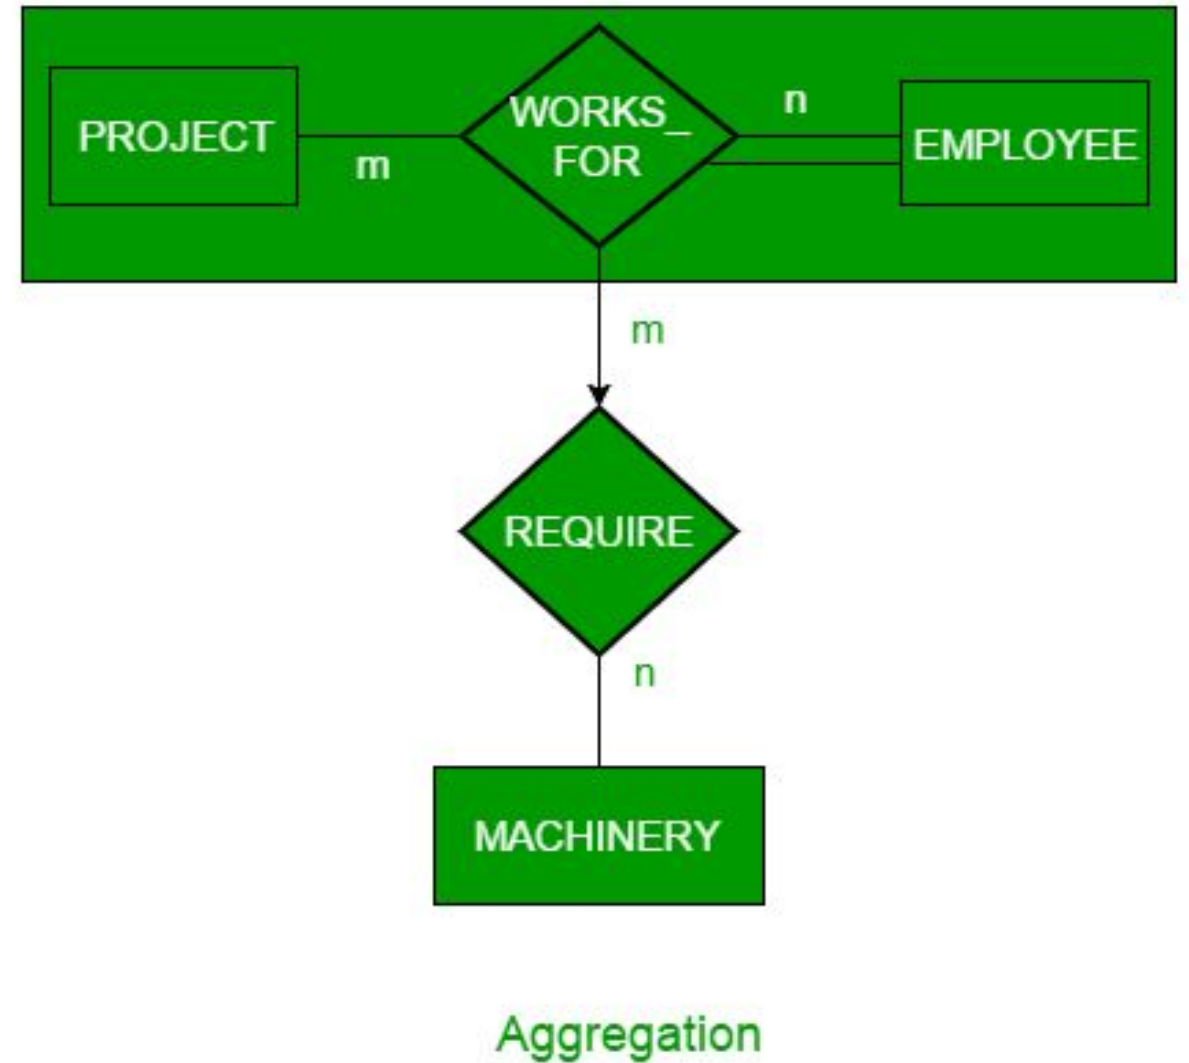 PROJECT
m
WORKS_
FOR
n
EMPLOYEE
m
REQUIRE
n
MACHINERY
Aggregation